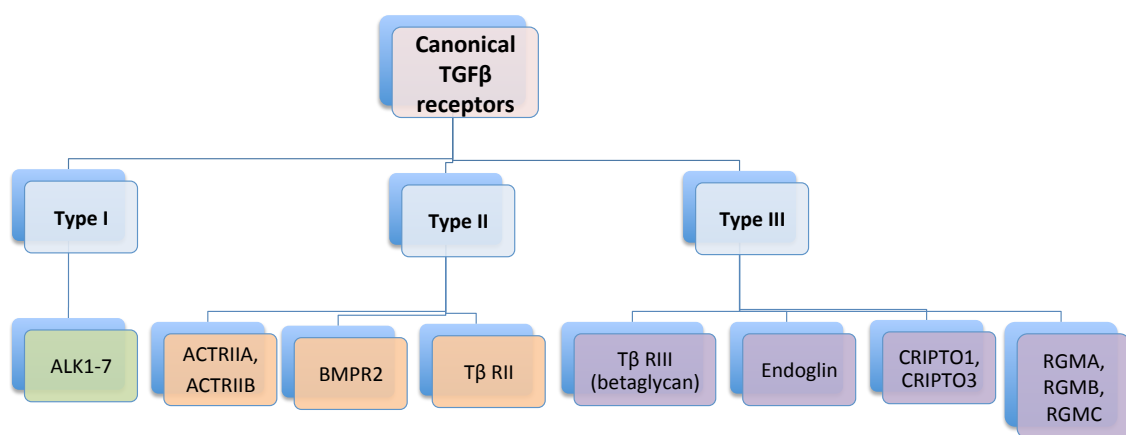 Canonical
TGFβ
receptors
Type I
Type II
Type III
ALK1-7
ACTRIIA,
ACTRIIB
BMPR2
Tβ RII
Tβ RIII
(betaglycan)
Endoglin
CRIPTO1,
CRIPTO3
RGMA,
RGMB,
RGMC